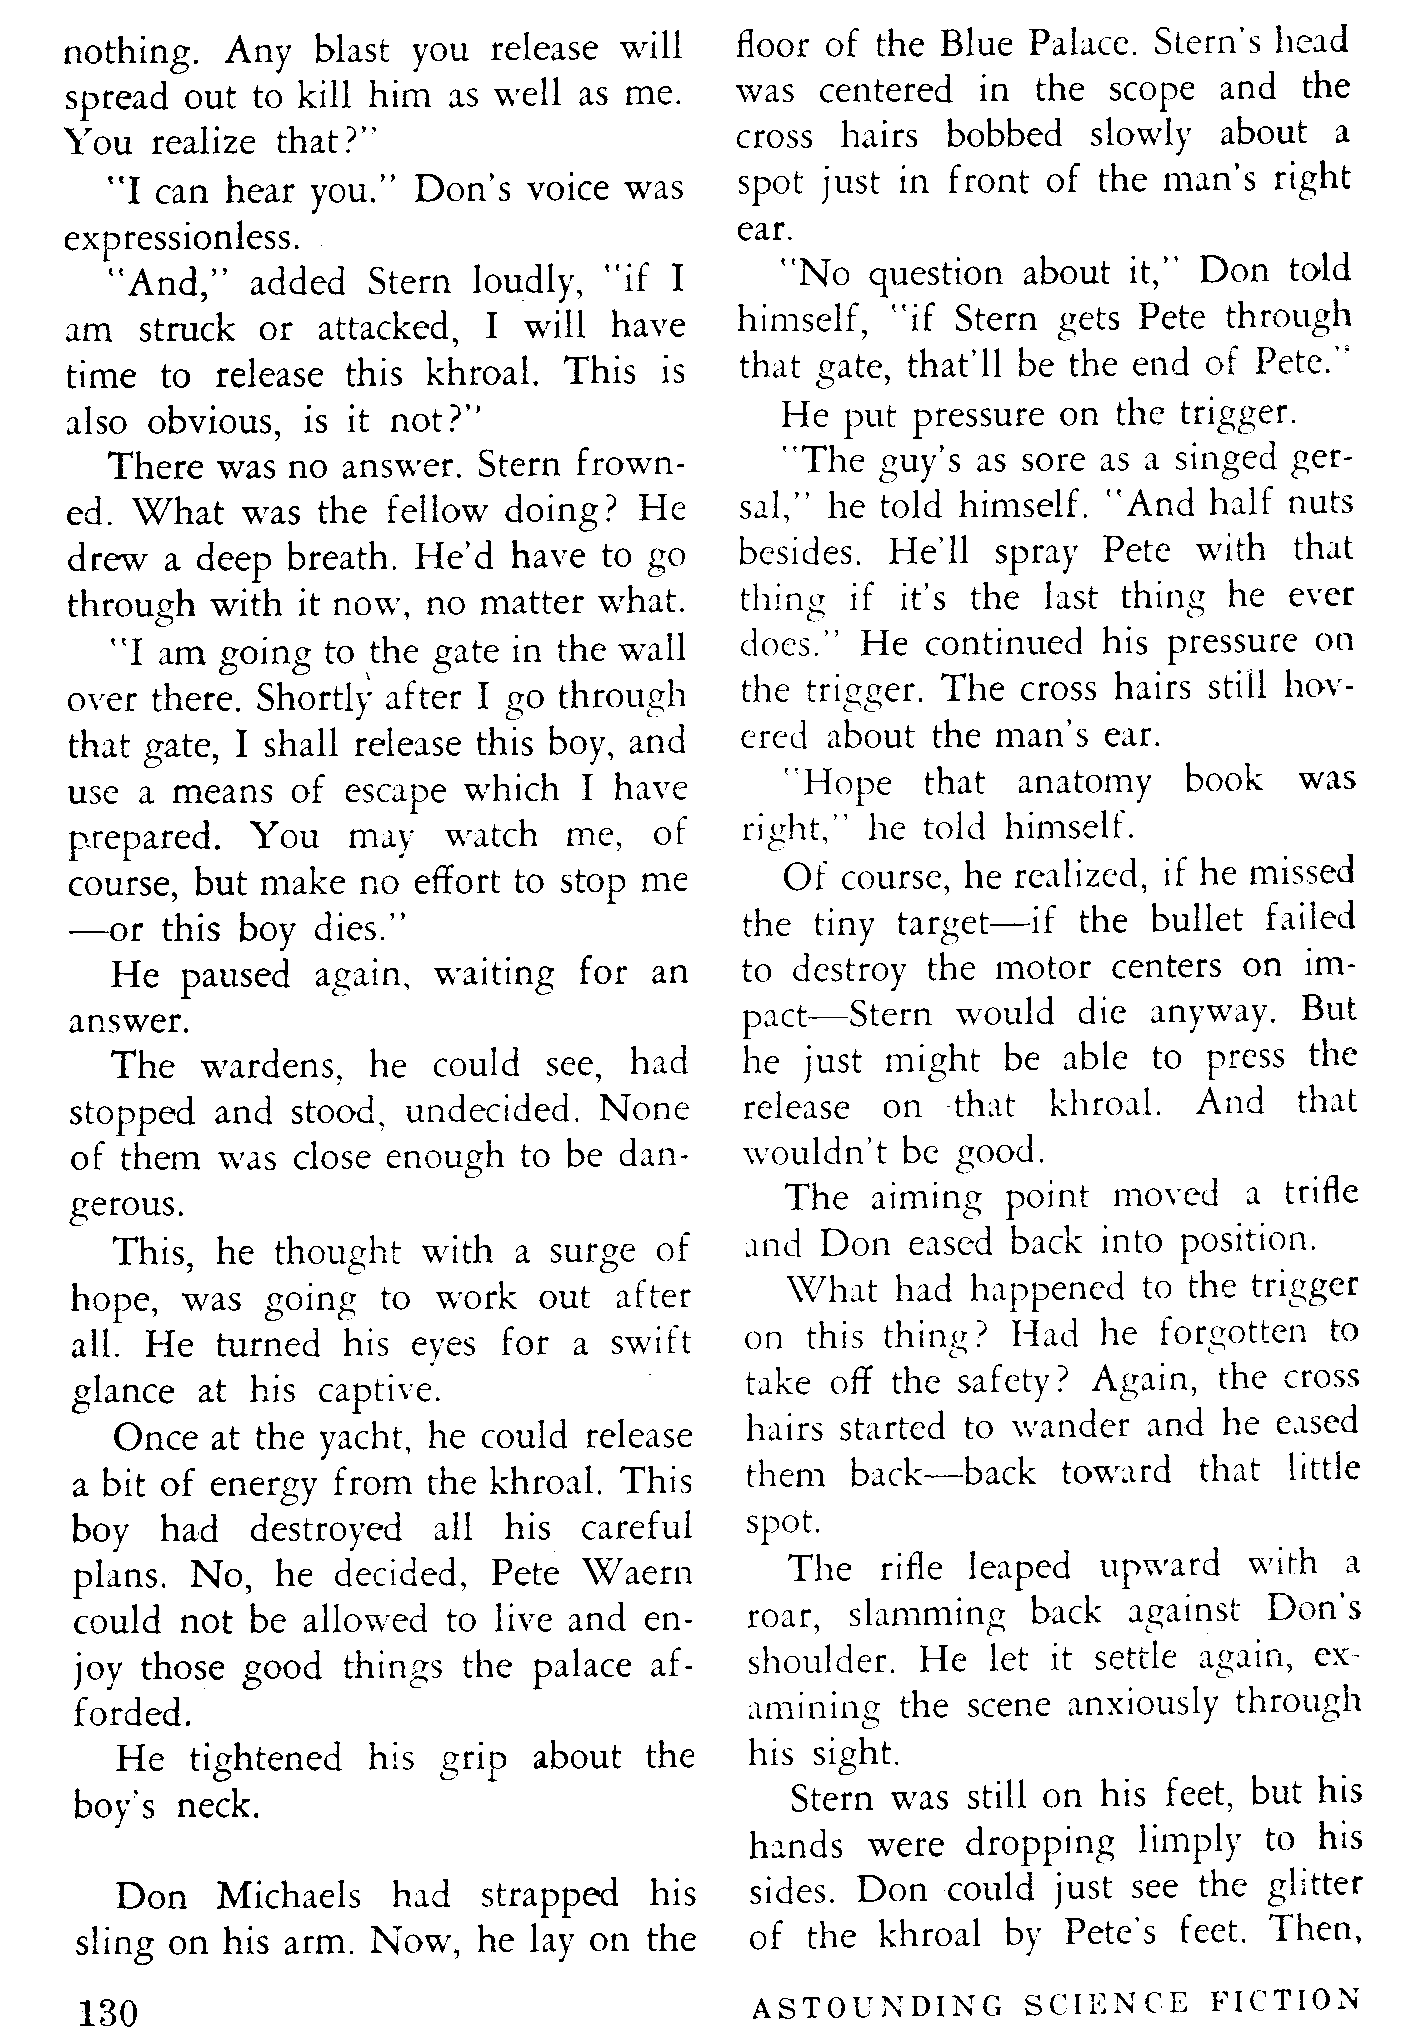 nothing. Any blast you release will
spread out to kill him as well as me.
You realize that?"
"I can hear you." Don's voice was
expressionless.
"And," added Stern loudly, "if I
am struck or attacked, I will have
time to release this khroal. This is
also obvious, is it not?"
There was no answer. Stern frown-
ed. What was the fellow doing? He
drew a deep breath. He'd have to go
through with it now, no matter what.
"I am going to the gate in the wall
over there. Shortly after I go through
that gate, I shall release this boy, and
use a means of escape which I have
prepared. You may watch me, of
course, but make no effort to stop me
—or this boy dies."
He paused again, waiting for an
answer.
The wardens, he could see, had
stopped and stood, undecided. None
of them was close enough to be dan-
gerous.
This, he thought with a surge of
hope, was going to work out after
all. He turned his eyes for a swift
glance at his captive.
Once at the yacht, he could release
a bit of energy from the khroal. This
boy had destroyed all his careful
plans. No, he decided, Pete Waern
could not be allowed to live and en-
joy those good things the palace af-
forded.
He tightened his grip about the
boy's neck.
Don Michaels had strapped his
sling on his arm. Now, he lay on the
130
floor of the Blue Palace. Stern's head
was centered in the scope and the
cross hairs bobbed slowly about a
spot just in front of the man's right
ear.
"No question about it," Don told
himself, "if Stern gets Pete through
that gate, that'll be the end of Pete."
He put pressure on the trigger.
"The guy's as sore as a singed ger-
sal," he told himself. "And half nuts
besides. He'll spray Pete with that
thing if it's the last thing he ever
does." He continued his pressure on
the trigger. The cross hairs still hov-
ered about the man's ear.
"Hope that anatomy book was
right," he told himself.
Of course, he realized, if he missed
the tiny target—if the bullet failed
to destroy the motor centers on im-
pact—Stern would die anyway. But
he just might be able to press the
release on that khroal. And that
wouldn't be good.
The aiming point moved a trifle
and Don eased back into position.
What had happened to the trigger
on this thing? Had he forgotten to
take off the safety? Again, the cross
hairs started to wander and he eased
them back—back toward that little
spot.
The rifle leaped upward with a
roar, slamming back against Don's
shoulder. He let it settle again, ex-
amining the scene anxiously through
his sight.
Stern was still on his feet, but his
hands were dropping limply to his
sides. Don could just see the glitter
of the khroal by Pete's feet. Then,
ASTOUNDING SCIENCE FICTION